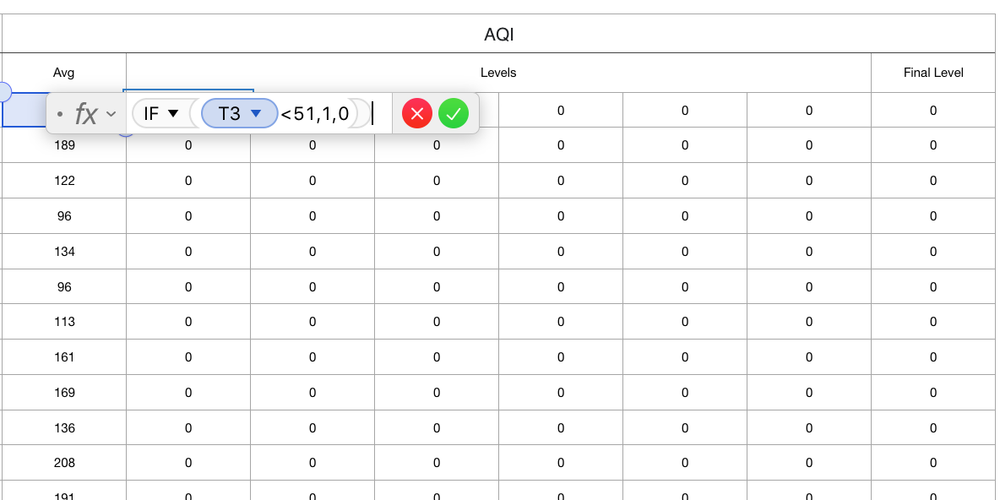 AQI
Avg Levels Final Level
fx IF T3 <51,1,0 0 0 0 0
189 0 0 0 0 0 0 0
122 0 0 0 0 0 0 0
96 0 0 0 0 0 0 0
134 0 0 0 0 0 0 0
96 0 0 0 0 0 0 0
113 0 0 0 0 0 0 0
161 0 0 0 0 0 0 0
169 0 0 0 0 0 0 0
136 0 0 0 0 0 0 0
208 0 0 0 0 0 0 0
191 0 0 0 0 0 0 0